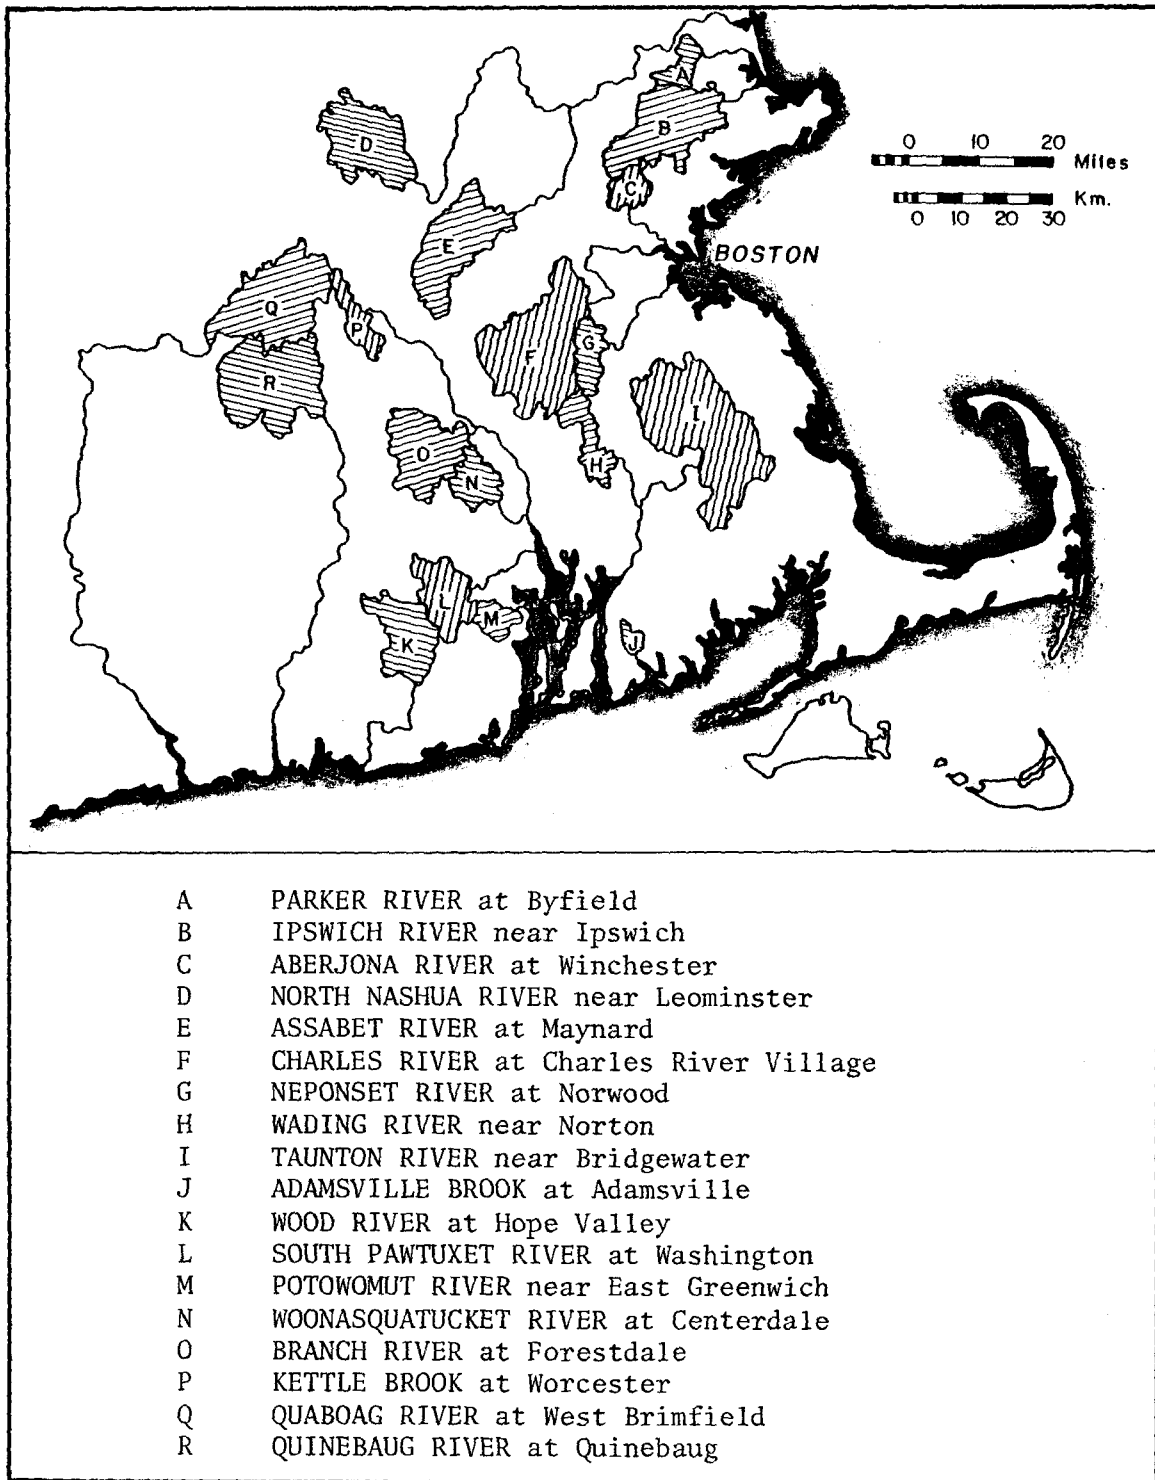 A
B
D
C
0 10 20
Miles
Km.
0 10 20 30
E
BOSTON
Q
P
F
G
R
I
O
H
N
L
M
K
J
A PARKER RIVER at Byfield
B IPSWICH RIVER near Ipswich
C ABERJONA RIVER at Winchester
D NORTH NASHUA RIVER near Leominster
E ASSABET RIVER at Maynard
F CHARLES RIVER at Charles River Village
G NEPONSET RIVER at Norwood
H WADING RIVER near Norton
I TAUNTON RIVER near Bridgewater
J ADAMSVILLE BROOK at Adamsville
K WOOD RIVER at Hope Valley
L SOUTH PAWTUXET RIVER at Washington
M POTOWOMUT RIVER near East Greenwich
N WOONASQUATUCKET RIVER at Centerdale
O BRANCH RIVER at Forestdale
P KETTLE BROOK at Worcester
Q QUABOAG RIVER at West Brimfield
R QUINEBAUG RIVER at Quinebaug